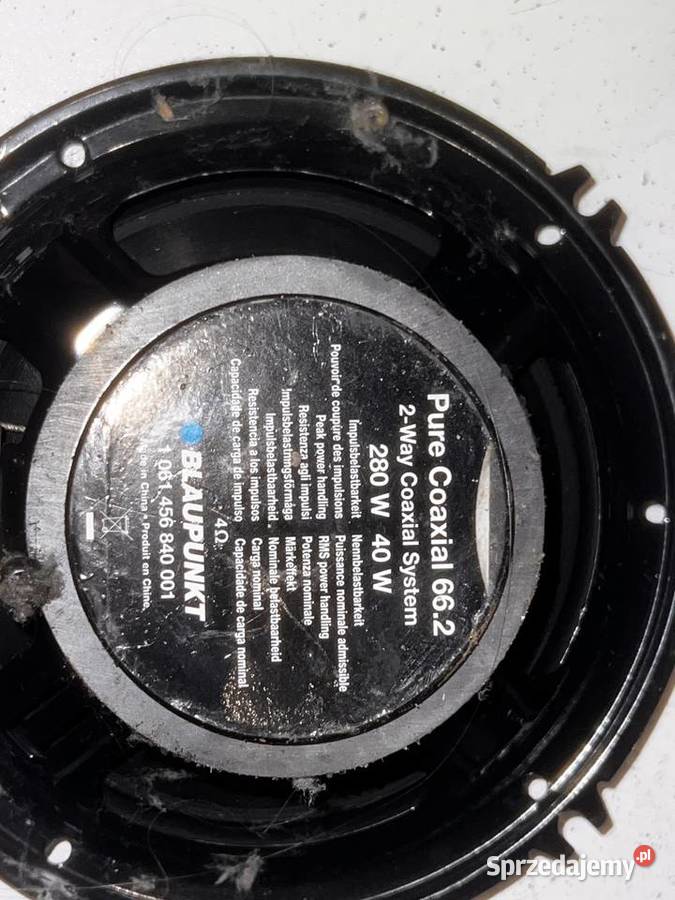 Pure Coaxial 66.2
2-Way Coaxial System
280 W 40 W
Impulsbelastbarkeit Nennbelastbarkeit
Pouvoir de coupure des impulsions Puissance nominale admissible
Peak power handling RMS power handling
Resistenza agli impulsi Potenza nominale
Impulsbelastningsförmåga Märkeffekt
Impulsbelastbaarheid Nominale belastbaarheid
Resistencia a los impulsos Carga nominal
Capacidade de carga de impulso Capacidade de carga nominal
4Ω
BLAUPUNKT
1 061 456 840 001
Made in China • Produit en Chine,
Sprzedajemy.pl